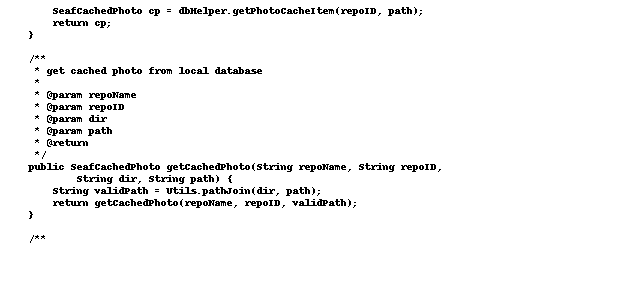 SeafCachedPhoto cp = dbHelper.getPhotoCacheItem(repoID, path);
return cp;
}
/**
* get cached photo from local database
*
* @param repoName
* @param repoID
* @param dir
* @param path
* @return
*/
public SeafCachedPhoto getCachedPhoto(String repoName, String repoID,
String dir, String path) {
String validPath = Utils.pathJoin(dir, path);
return getCachedPhoto(repoName, repoID, validPath);
}
/**